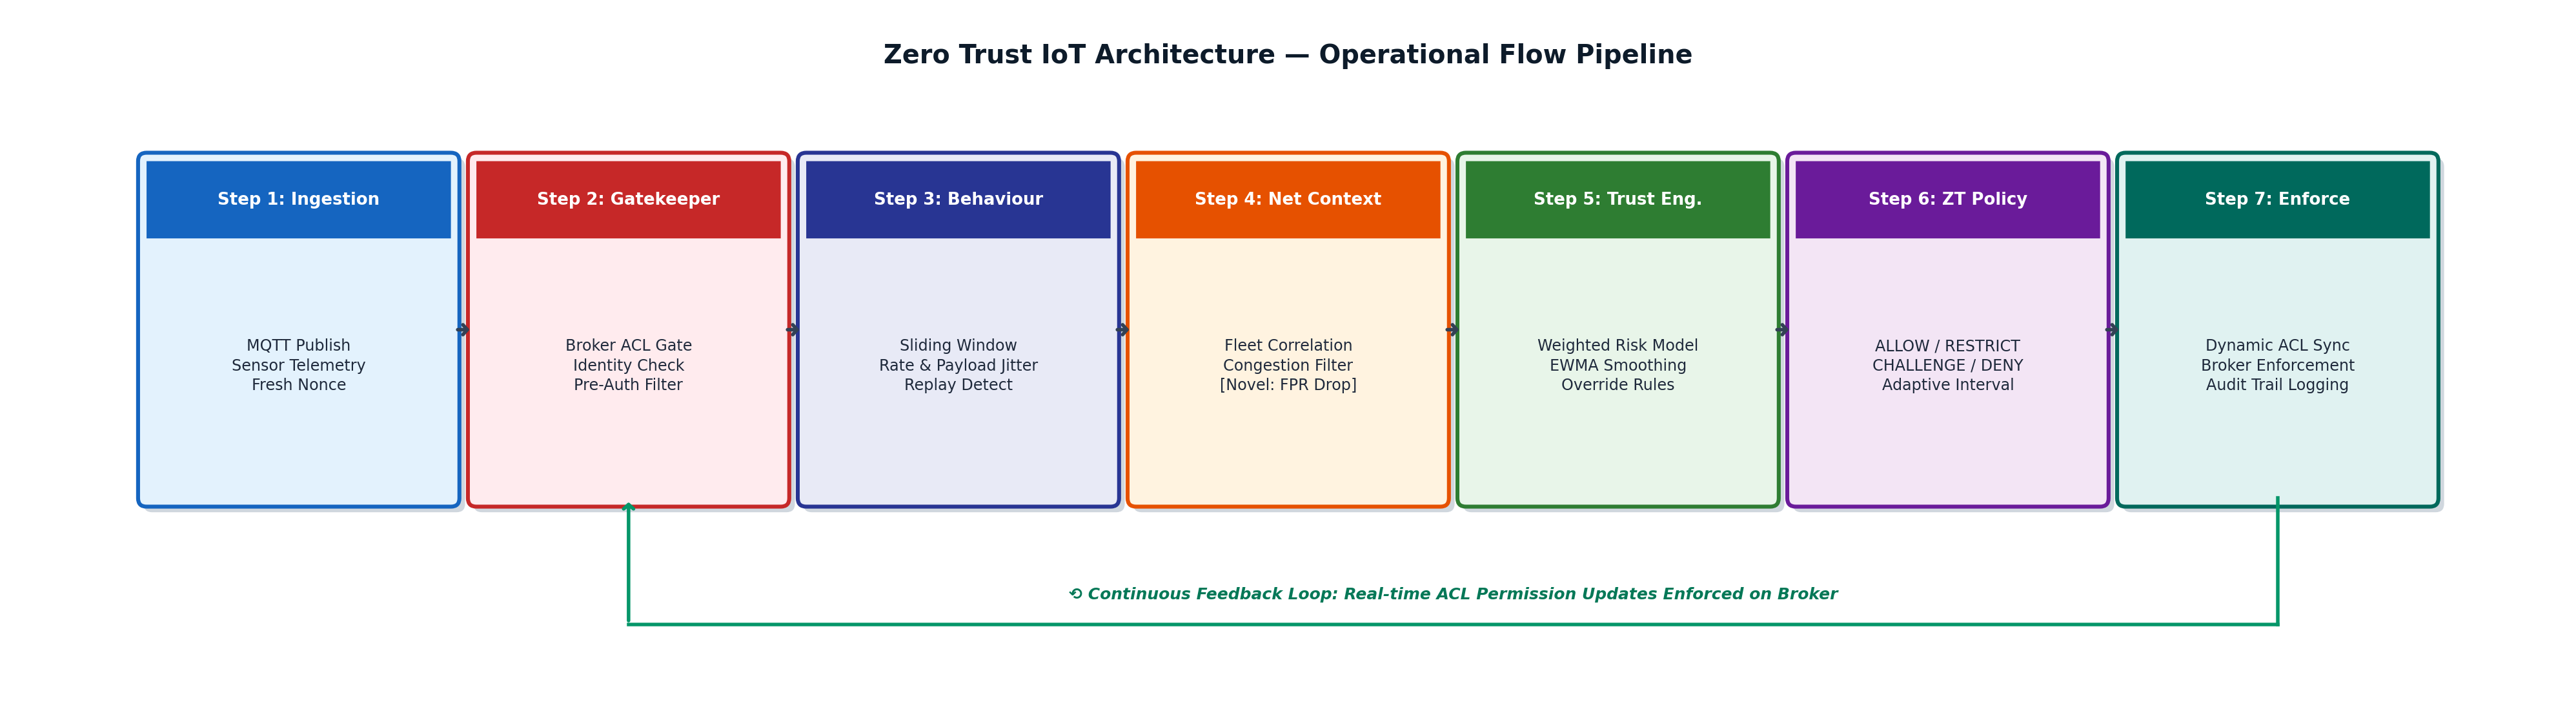 Zero Trust IoT Architecture — Operational Flow Pipeline
Step 1: Ingestion
MQTT Publish
Sensor Telemetry
Fresh Nonce
Step 2: Gatekeeper
Broker ACL Gate
Identity Check
Pre-Auth Filter
Step 3: Behaviour
Sliding Window
Rate & Payload Jitter
Replay Detect
Step 4: Net Context
Fleet Correlation
Congestion Filter
[Novel: FPR Drop]
Step 5: Trust Eng.
Weighted Risk Model
EWMA Smoothing
Override Rules
Step 6: ZT Policy
ALLOW / RESTRICT
CHALLENGE / DENY
Adaptive Interval
Step 7: Enforce
Dynamic ACL Sync
Broker Enforcement
Audit Trail Logging
⟲ Continuous Feedback Loop: Real-time ACL Permission Updates Enforced on Broker